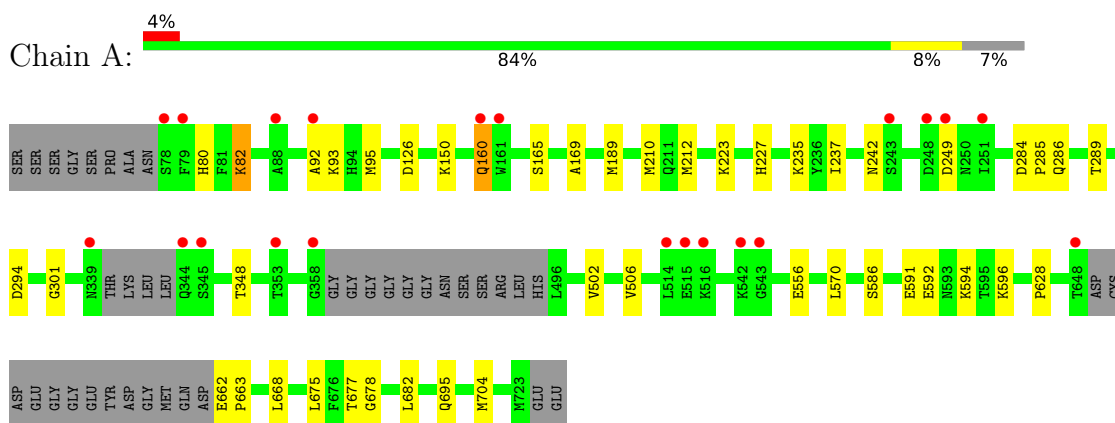 4%
Chain A:
84% 8% 7%
SER SER SER GLY SER PRO ALA ASN S78 F79 H80 F81 K82 A88 A92 K93 H94 M95 D126 K150 Q160 W161 S165 A169 M189 M210 Q211 M212 K223 H227 K235 Y236 I237 N242 S243 D248 D249 N250 I251 D284 P285 Q286 T289
D294 G301 N339 THR LYS LEU LEU Q344 S345 T348 T353 G358 GLY GLY GLY GLY GLY GLY ASN SER SER ARG LEU HIS L496 V502 V506 L514 E515 K516 K542 G543 E556 L570 S586 E591 E592 N593 K594 T595 K596 P628 T648 ASP CYS
ASP GLU GLY GLY GLU TYR ASP GLY MET GLN ASP E662 P663 L668 L675 F676 T677 G678 L682 Q695 M704 M723 GLU GLU